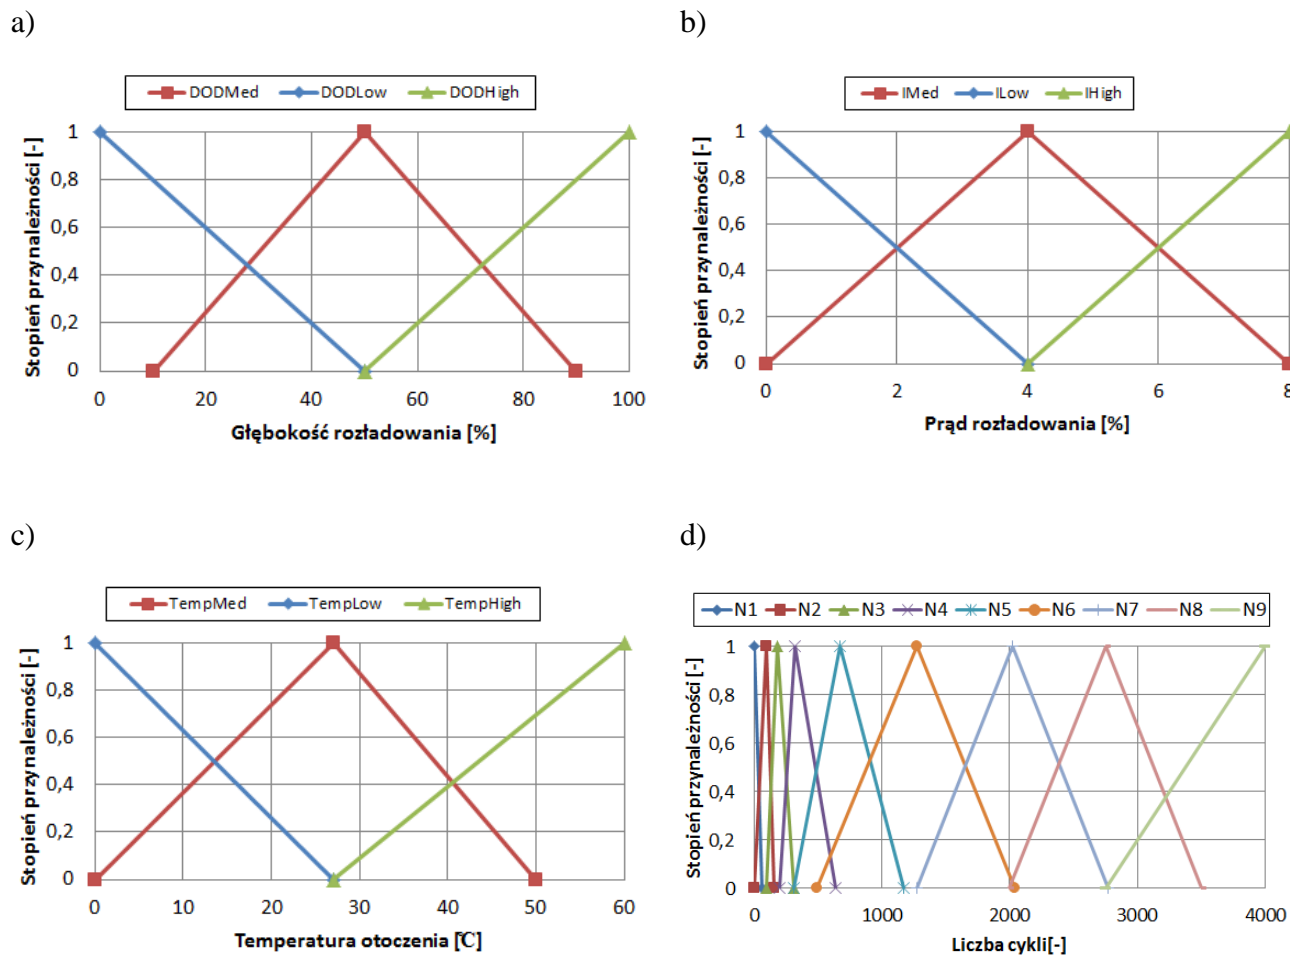 a)
DODMed DODLow DODHigh
Stopień przynależności [-]
1
0,8
0,6
0,4
0,2
0
0 20 40 60 80 100
Głębokość rozładowania [%]
b)
IMed ILow IHigh
Stopień przynależności [-]
1
0,8
0,6
0,4
0,2
0
0 2 4 6 8
Prąd rozładowania [%]
c)
TempMed TempLow TempHigh
Stopień przynależności [-]
1
0,8
0,6
0,4
0,2
0
0 10 20 30 40 50 60
Temperatura otoczenia [℃]
d)
N1 N2 N3 N4 N5 N6 N7 N8 N9
Stopień przynależności [-]
1
0,8
0,6
0,4
0,2
0
0 1000 2000 3000 4000
Liczba cykli[-]